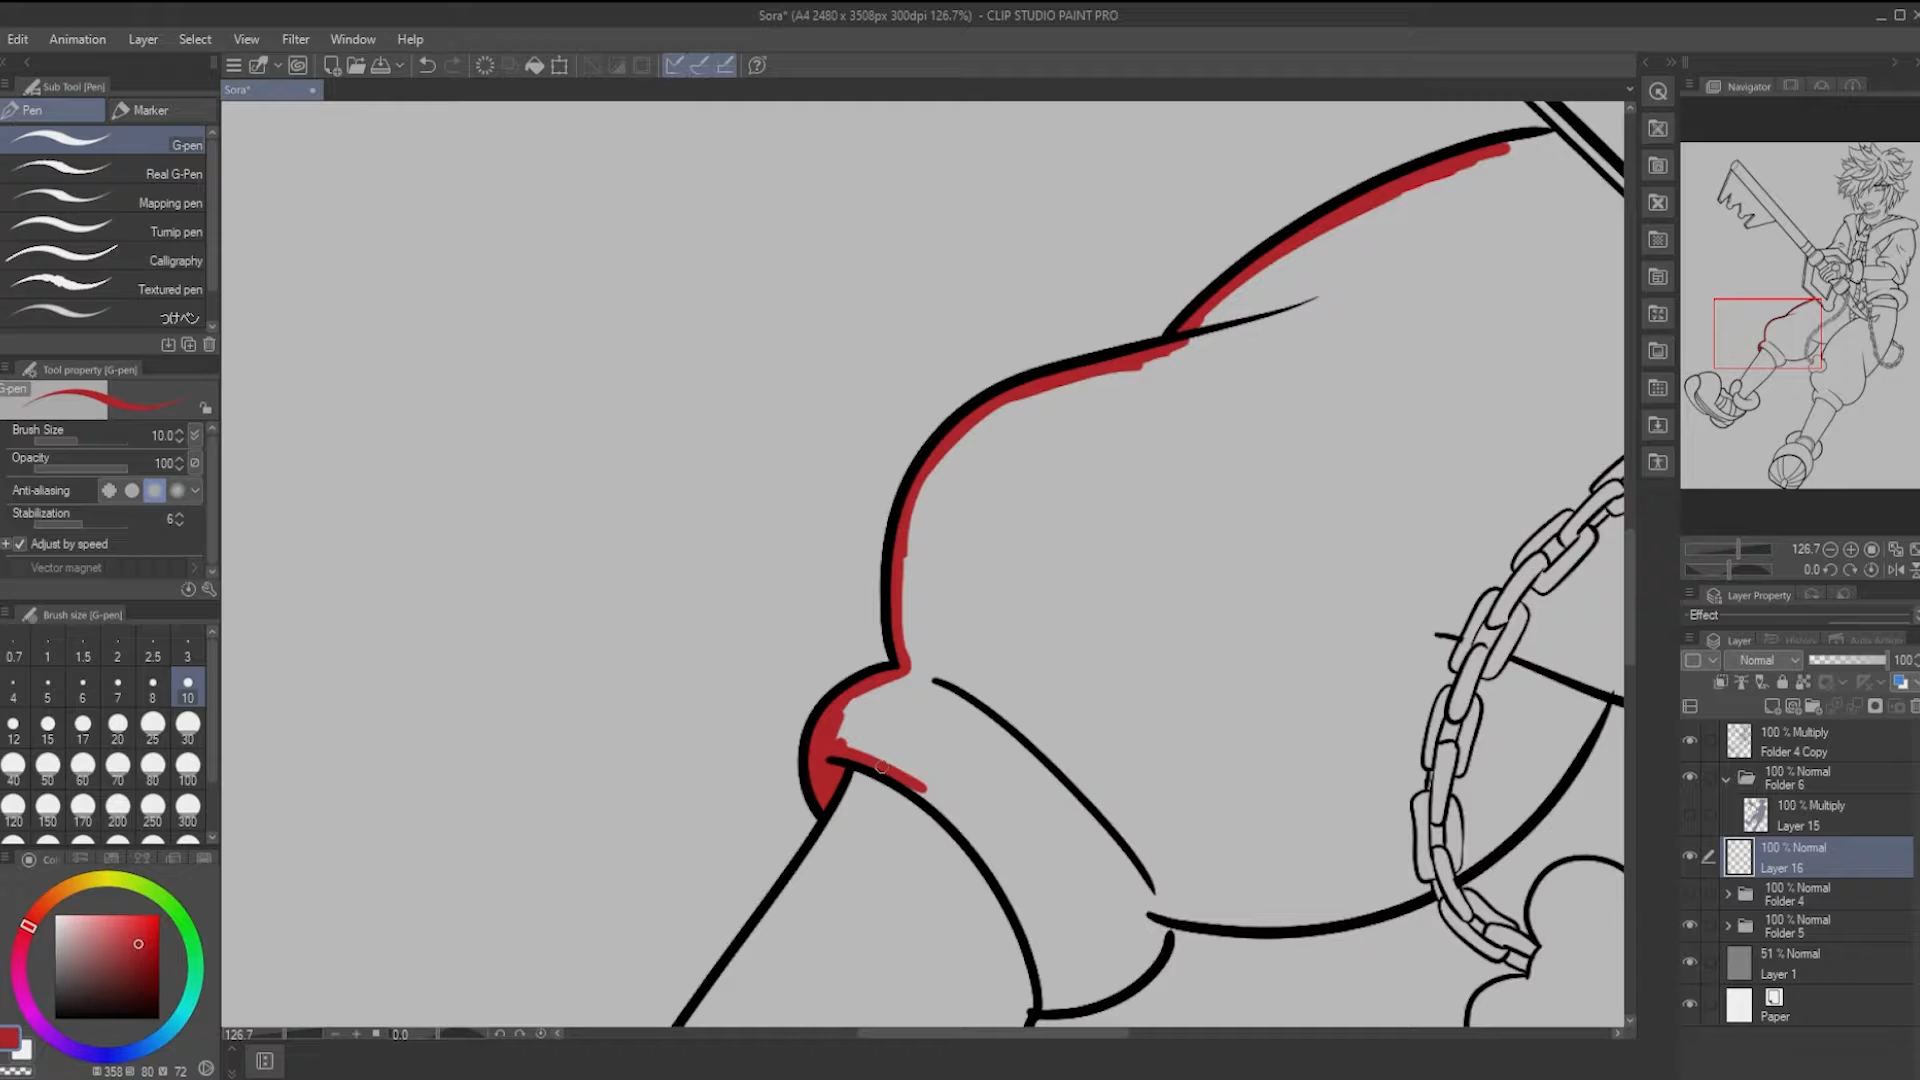 Sora* (A4 2480 x 3508px 300dpi 126.7%) - CLIP STUDIO PAINT PRO
Edit Animation Layer Select View Filter Window Help
Sub Tool [Pen]
Pen Marker
G-pen
Real G-Pen
Mapping pen
Turnip pen
Calligraphy
Textured pen
つけペン
Tool property [G-pen]
G-pen
Brush Size 10.0
Opacity 100
Anti-aliasing
Stabilization 6
Adjust by speed
Vector magnet
Brush size [G-pen]
0.7 1 1.5 2 2.5 3
4 5 6 7 8 10
12 15 17 20 25 30
40 50 60 70 80 100
120 150 170 200 250 300
Co
358 80 72
Sora*
126.7 0.0
Navigator
126.7
0.0
Layer Property
Effect
Layer History
Normal 100
100 % Multiply
Folder 4 Copy
100 % Normal
Folder 6
100 % Multiply
Layer 15
100 % Normal
Layer 16
100 % Normal
Folder 4
100 % Normal
Folder 5
51 % Normal
Layer 1
Paper